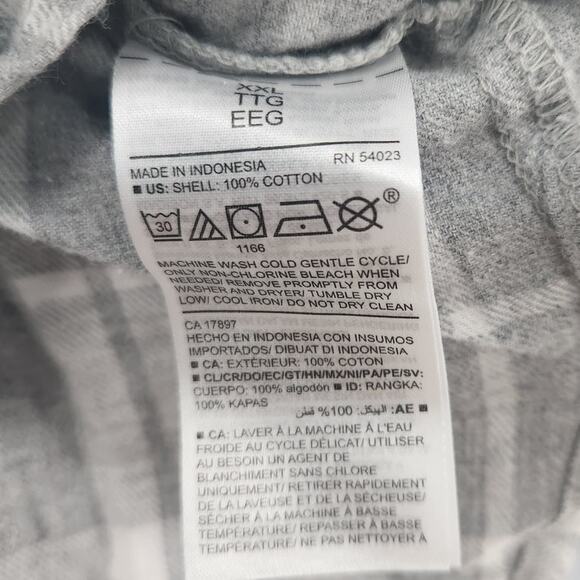 XXL
TTG
EEG
MADE IN INDONESIA RN 54023
■ US: SHELL: 100% COTTON
30 ®
1166
MACHINE WASH COLD GENTLE CYCLE/
ONLY NON-CHLORINE BLEACH WHEN
NEEDED/ REMOVE PROMPTLY FROM
WASHER AND DRYER/ TUMBLE DRY
LOW/ COOL IRON/ DO NOT DRY CLEAN
CA 17897
HECHO EN INDONESIA CON INSUMOS
IMPORTADOS/ DIBUAT DI INDONESIA
■ CA: EXTÉRIEUR: 100% COTON
■ CL/CR/DO/EC/GT/HN/MX/NI/PA/PE/SV:
CUERPO: 100% algodón ■ ID: RANGKA:
100% KAPAS
■ AE: الهيكل: 100% قطن
■ CA: LAVER À LA MACHINE À L'EAU
FROIDE AU CYCLE DÉLICAT/ UTILISER
AU BESOIN UN AGENT DE
BLANCHIMENT SANS CHLORE
UNIQUEMENT/ RETIRER RAPIDEMENT
DE LA LAVEUSE ET DE LA SÉCHEUSE/
SÉCHER À LA MACHINE À BASSE
TEMPÉRATURE/ REPASSER À BASSE
TEMPÉRATURE/ NE PAS NETTOYER À